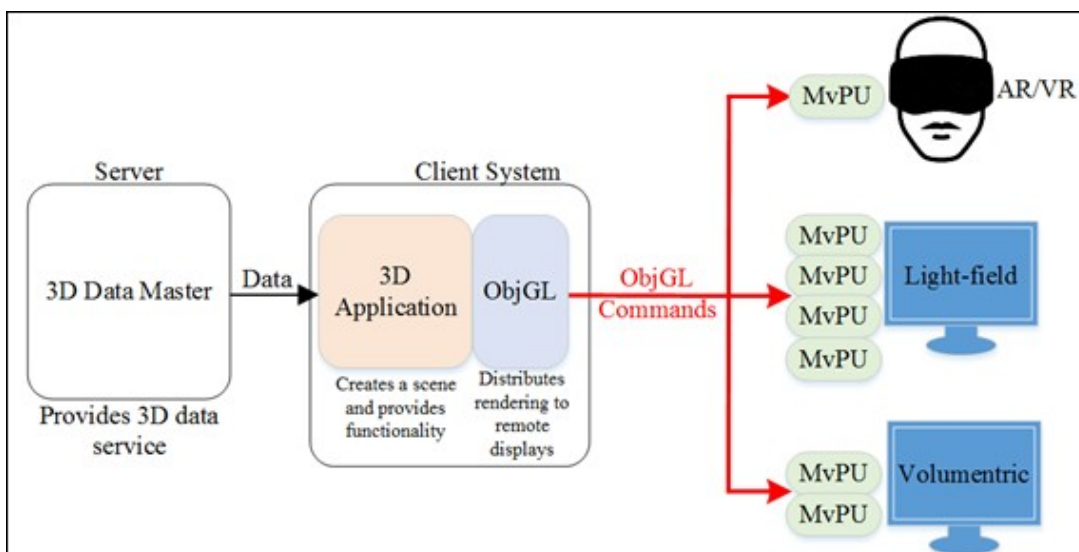 Server
3D Data Master
Provides 3D data
service
Data
Client System
3D
Application
ObjGL
Creates a scene
and provides
functionality
Distributes
rendering to
remote
displays
ObjGL
Commands
MvPU
AR/VR
MvPU
MvPU
MvPU
MvPU
Light-field
MvPU
MvPU
Volumentric